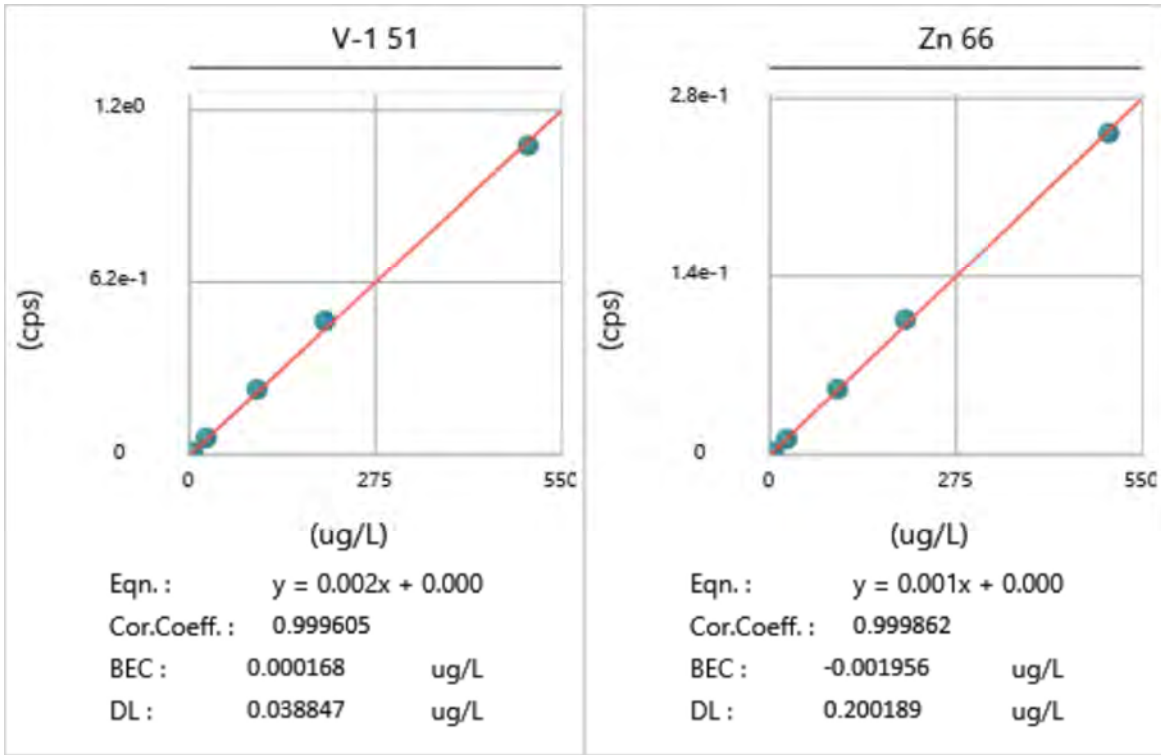 V-1 51
1.2e0
6.2e-1
0
(cps)
0 275 550
(ug/L)
Eqn. : y = 0.002x + 0.000
Cor.Coeff. : 0.999605
BEC : 0.000168 ug/L
DL : 0.038847 ug/L
Zn 66
2.8e-1
1.4e-1
0
(cps)
0 275 550
(ug/L)
Eqn. : y = 0.001x + 0.000
Cor.Coeff. : 0.999862
BEC : -0.001956 ug/L
DL : 0.200189 ug/L